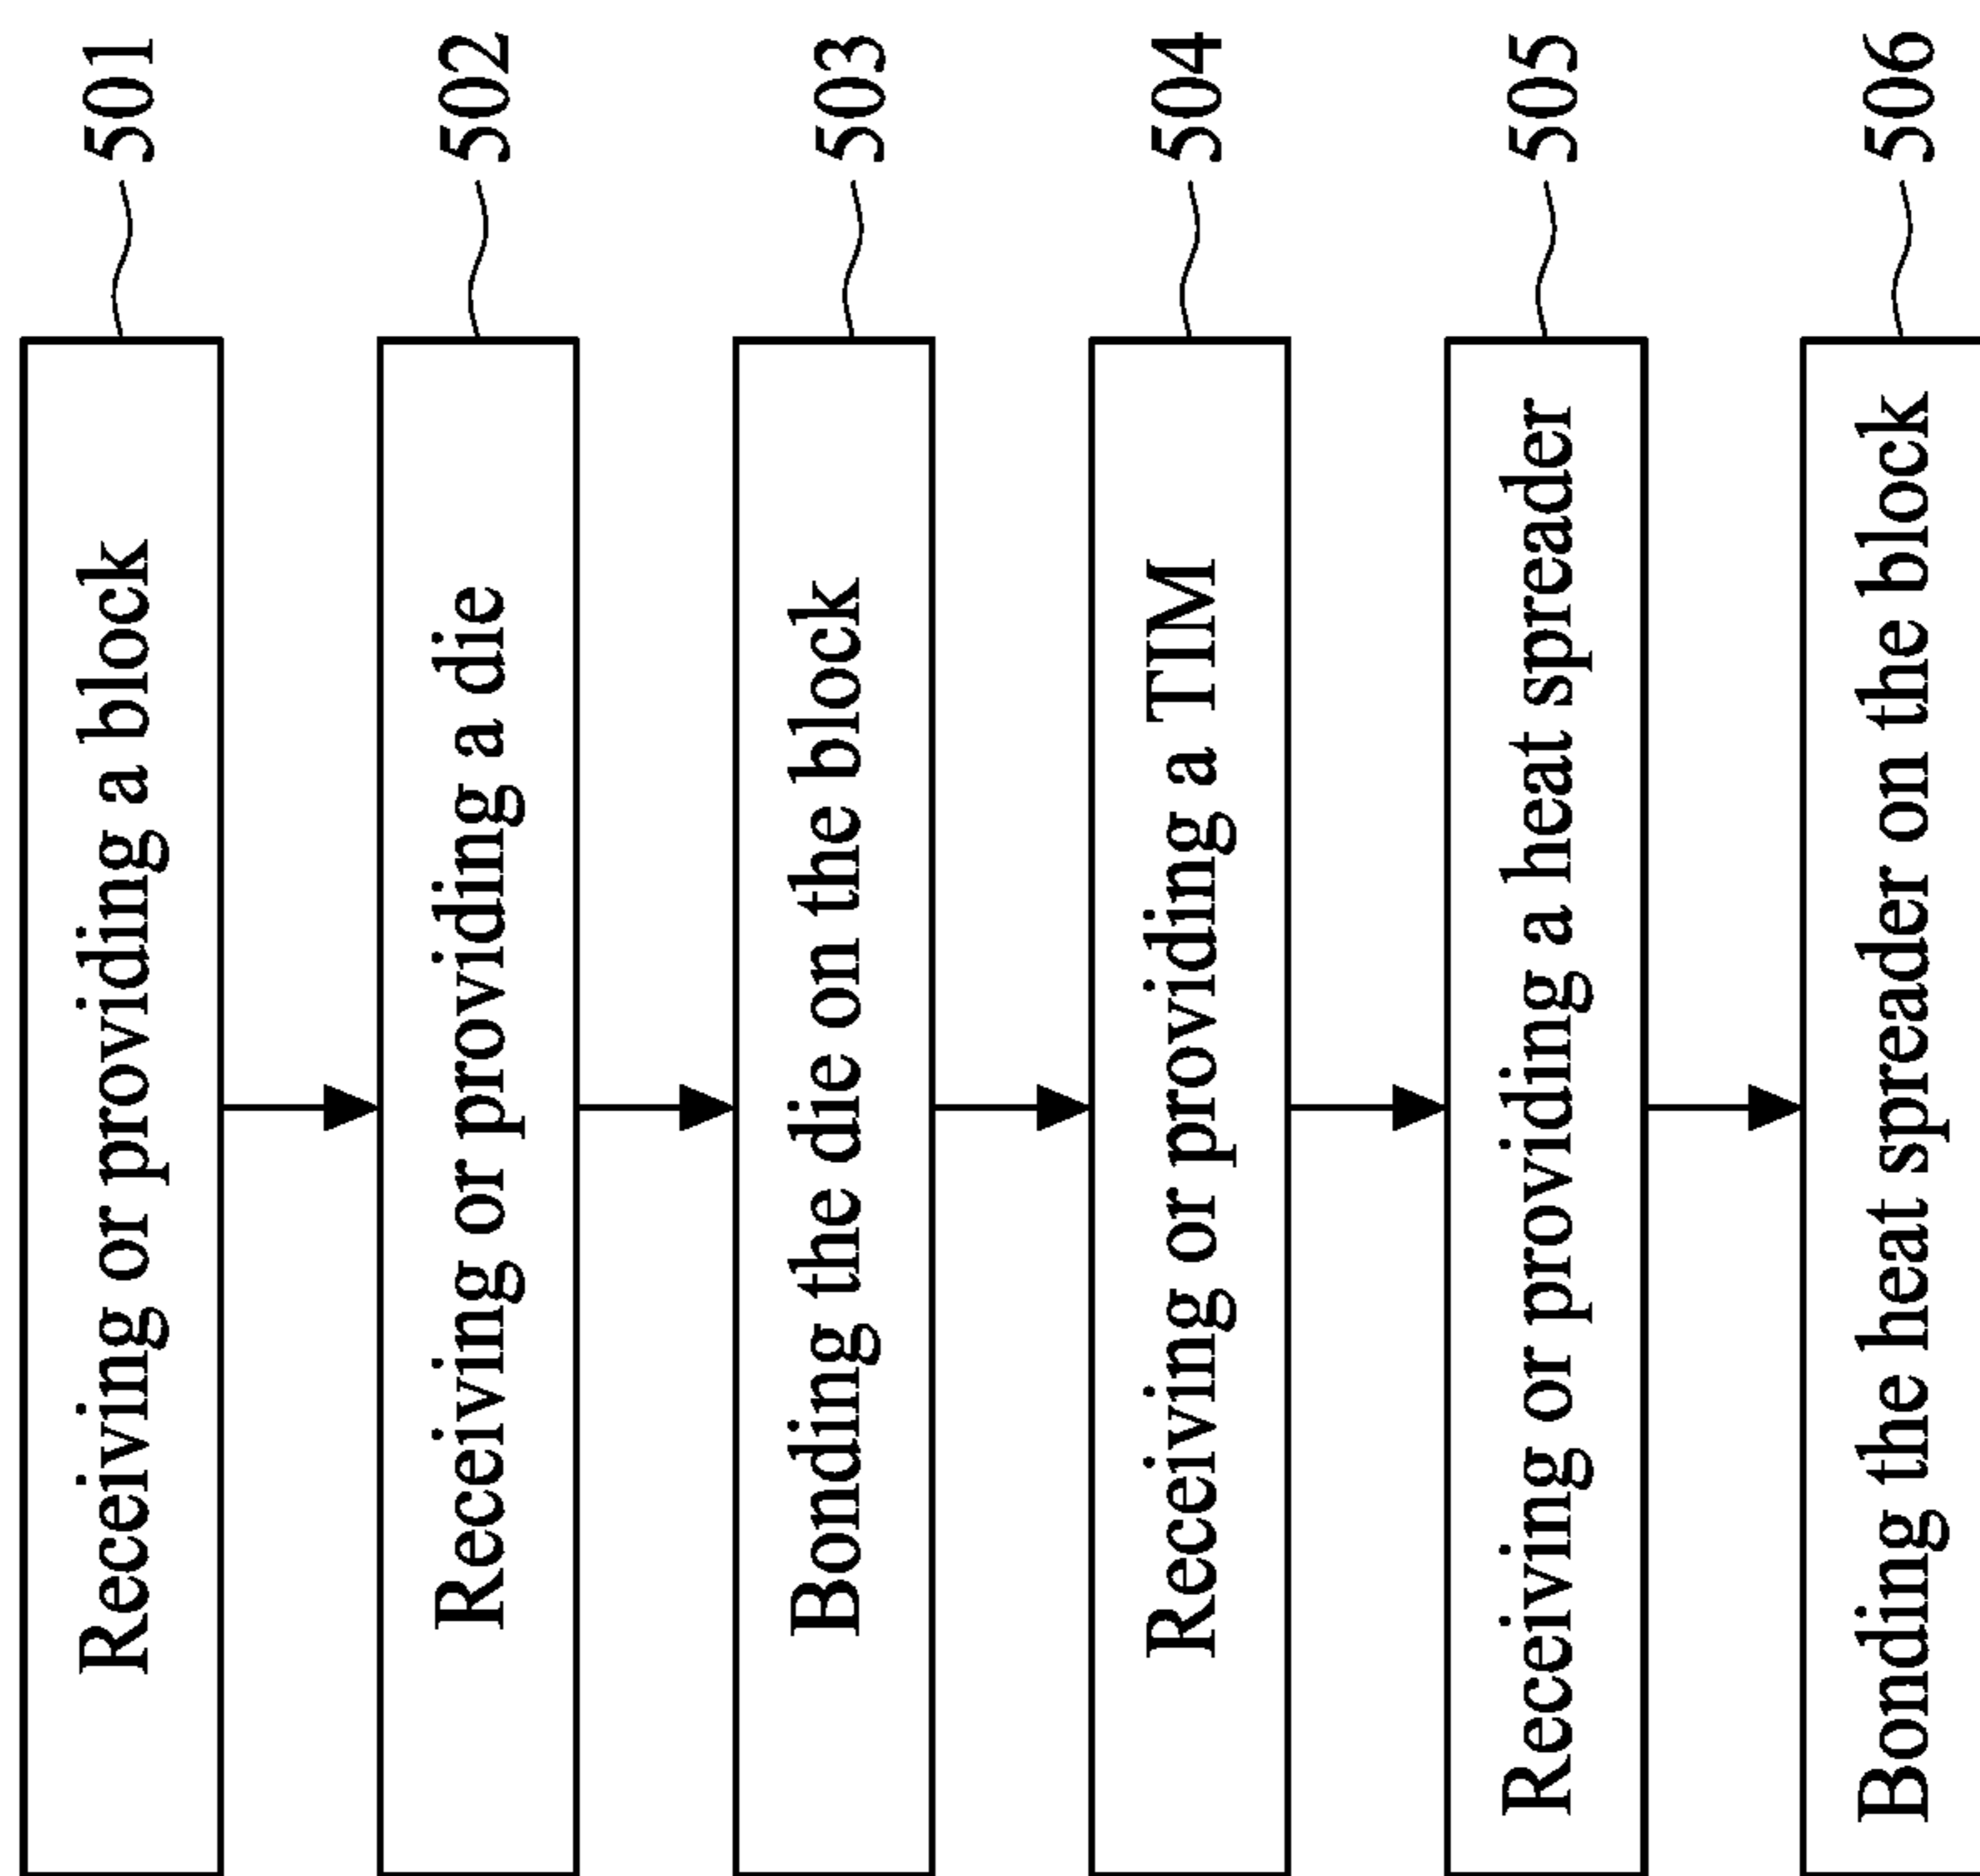 Receiving or providing a block
501
Receiving or providing a die
502
Bonding the die on the block
503
Receiving or providing a TIM
504
Receiving or providing a heat spreader
505
Bonding the heat spreader on the block
506